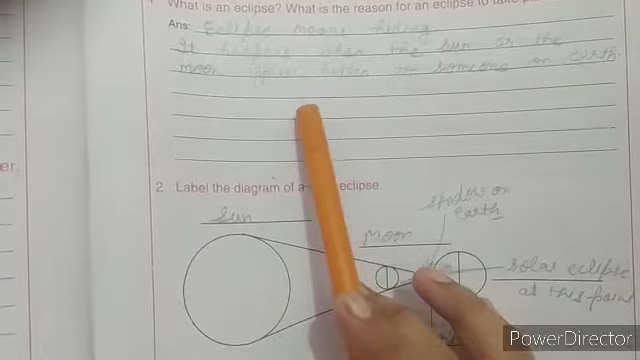 What is an eclipse? What is the reason for an eclipse to take
Ans: Eclipse means hiding
It happens when the sun or the
moon appears hidden to someone on earth.
er.
2. Label the diagram of a eclipse.
Sun
Moon
on
earth
solar eclipse
at this point
PowerDirector